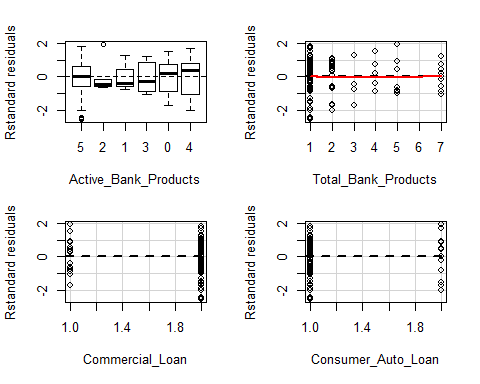 Rstandard residuals
2
0
-2
5 2 1 3 0 4
Active_Bank_Products
Rstandard residuals
2
0
-2
1 2 3 4 5 6 7
Total_Bank_Products
Rstandard residuals
2
0
-2
1.0 1.4 1.8
Commercial_Loan
Rstandard residuals
2
0
-2
1.0 1.4 1.8
Consumer_Auto_Loan